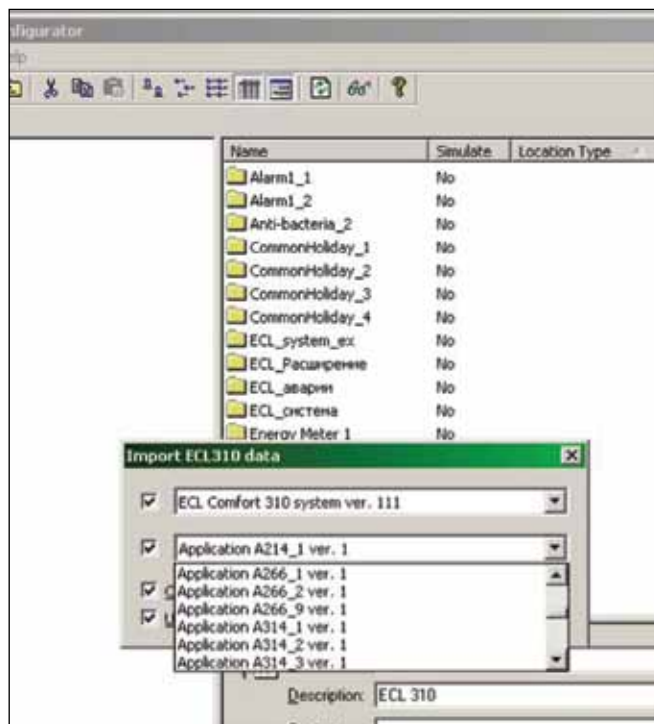 nfigurator
elp
Name Simulate Location Type
Alarm1_1 No
Alarm1_2 No
Anti-bacteria_2 No
CommonHoliday_1 No
CommonHoliday_2 No
CommonHoliday_3 No
CommonHoliday_4 No
ECL_system_ex No
ECL_Расширение No
ECL_аварии No
ECL_система No
Energy Meter 1 No
Import ECL310 data
ECL Comfort 310 system ver. 111
Application A214_1 ver. 1
Application A266_1 ver. 1
Application A266_2 ver. 1
Application A266_9 ver. 1
Application A314_1 ver. 1
Application A314_2 ver. 1
Application A314_3 ver. 1
Description: ECL 310